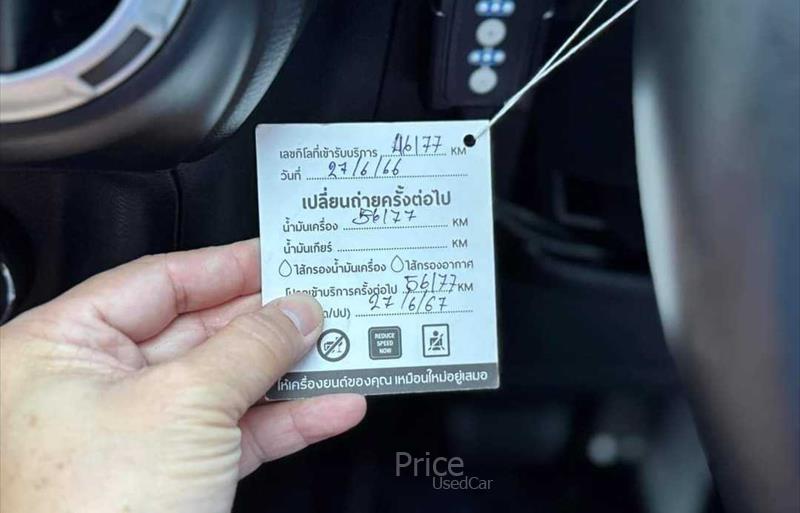 เลขกิโลที่เข้ารับบริการ 46177 KM
วันที่ 27/6/66
เปลี่ยนถ่ายครั้งต่อไป
น้ำมันเครื่อง 56177 KM
น้ำมันเกียร์ KM
ไส้กรองน้ำมันเครื่อง ไส้กรองอากาศ
โปรดเข้าบริการครั้งต่อไป 56177 KM
/ปป) 27/6/67
REDUCE
SPEED
NOW
ให้เครื่องยนต์ของคุณ เหมือนใหม่อยู่เสมอ
Price
UsedCar